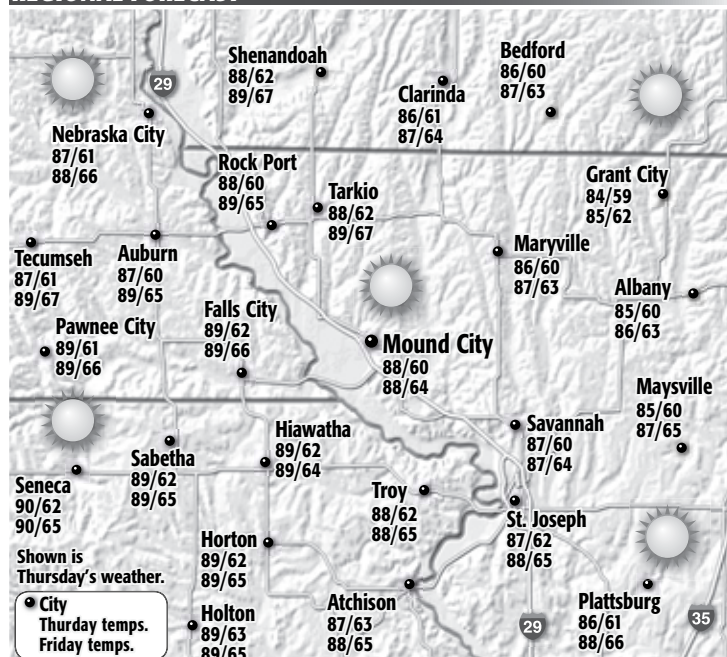 REGIONAL FORECAST
Shenandoah
88/62
89/67
Bedford
86/60
87/63
29
Clarinda
86/61
87/64
Nebraska City
87/61
88/66
Rock Port
88/60
89/65
Tarkio
88/62
89/67
Grant City
84/59
85/62
Tecumseh
87/61
89/67
Auburn
87/60
89/65
Maryville
86/60
87/63
Albany
85/60
86/63
Falls City
89/62
89/66
Pawnee City
89/61
89/66
Mound City
88/60
88/64
Maysville
85/60
87/65
Savannah
87/60
87/64
Hiawatha
89/62
89/64
Sabetha
89/62
89/65
Seneca
90/62
90/65
Troy
88/62
88/65
St. Joseph
87/62
88/65
Horton
89/62
89/65
Shown is
Thursday's weather.
City
Thurday temps.
Friday temps.
Holton
89/63
89/65
Atchison
87/63
88/65
29
Plattsburg
86/61
88/66
35